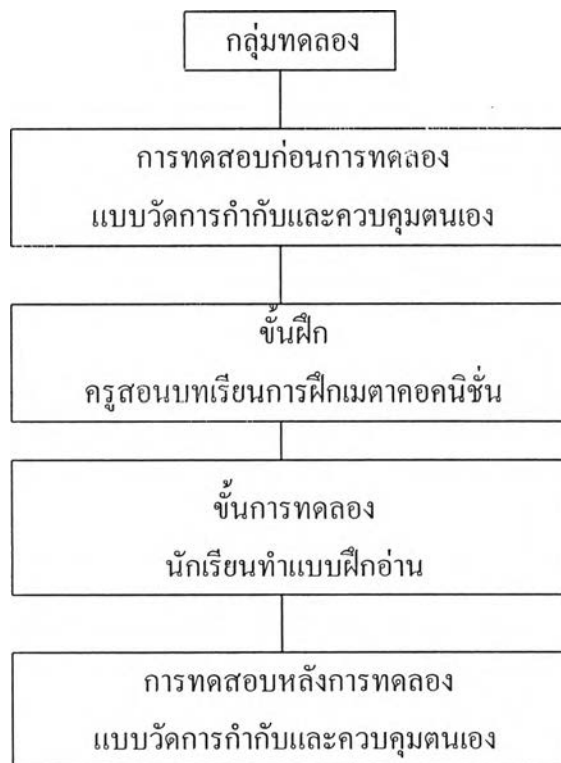 กลุ่มทดลอง
การทดสอบก่อนการทดลอง
แบบวัดการกำกับและควบคุมตนเอง
ขั้นฝึก
ครูสอนบทเรียนการฝึกเมตาคอคนิชั่น
ขั้นการทดลอง
นักเรียนทำแบบฝึกอ่าน
การทดสอบหลังการทดลอง
แบบวัดการกำกับและควบคุมตนเอง